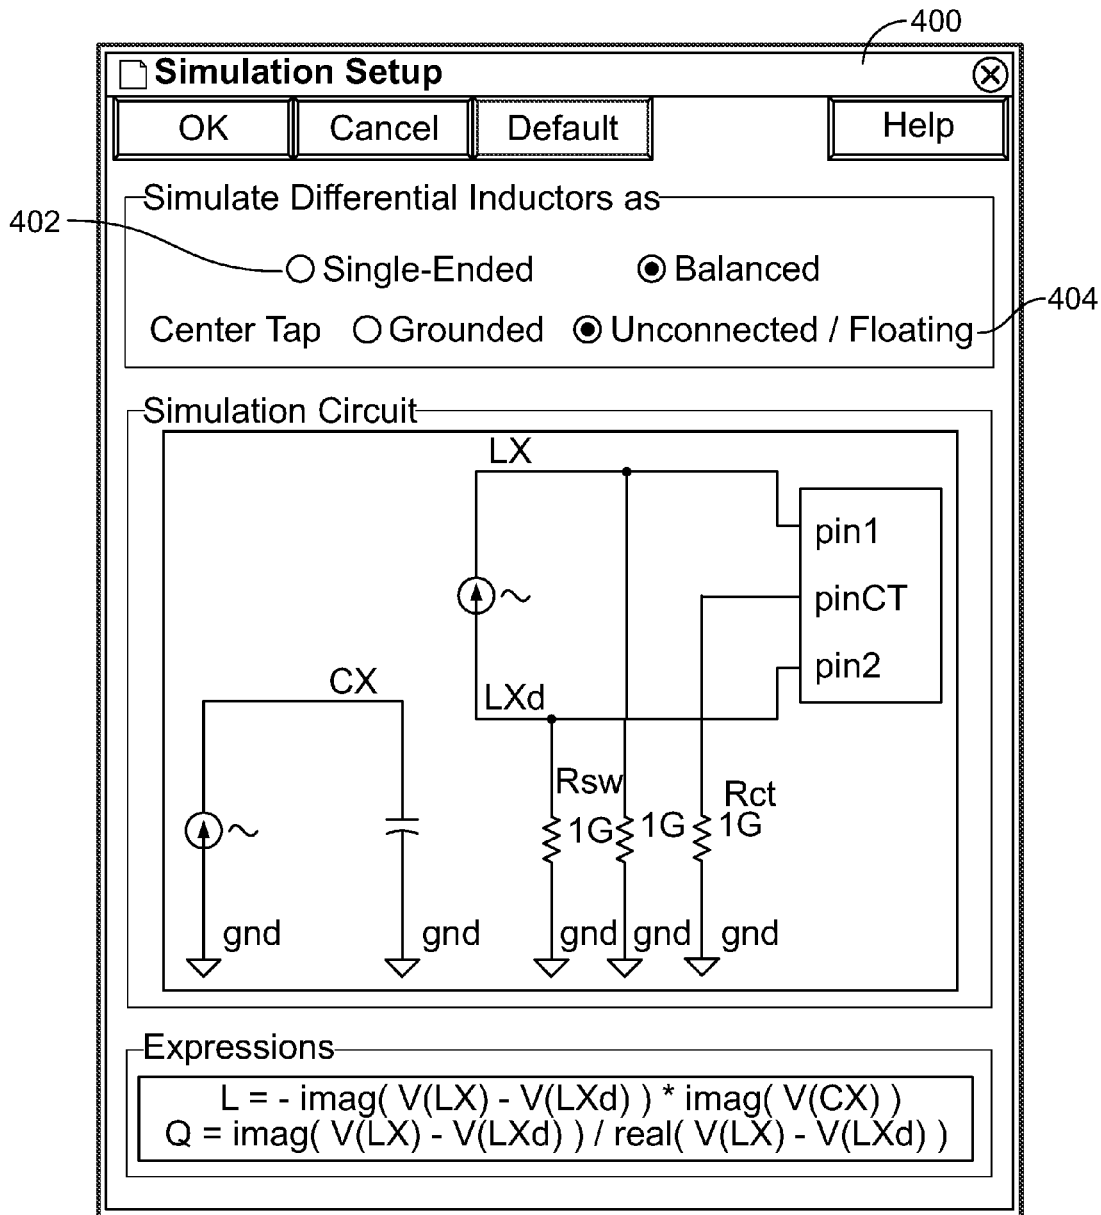 400
Simulation Setup
OK Cancel Default Help
Simulate Differential Inductors as
402
Single-Ended Balanced
404
Center Tap Grounded Unconnected / Floating
Simulation Circuit
LX
pin1
pinCT
pin2
CX
LXd
Rsw
Rct
1G 1G 1G
gnd gnd gnd gnd gnd
Expressions
L = - imag( V(LX) - V(LXd) ) * imag( V(CX) )
Q = imag( V(LX) - V(LXd) ) / real( V(LX) - V(LXd) )